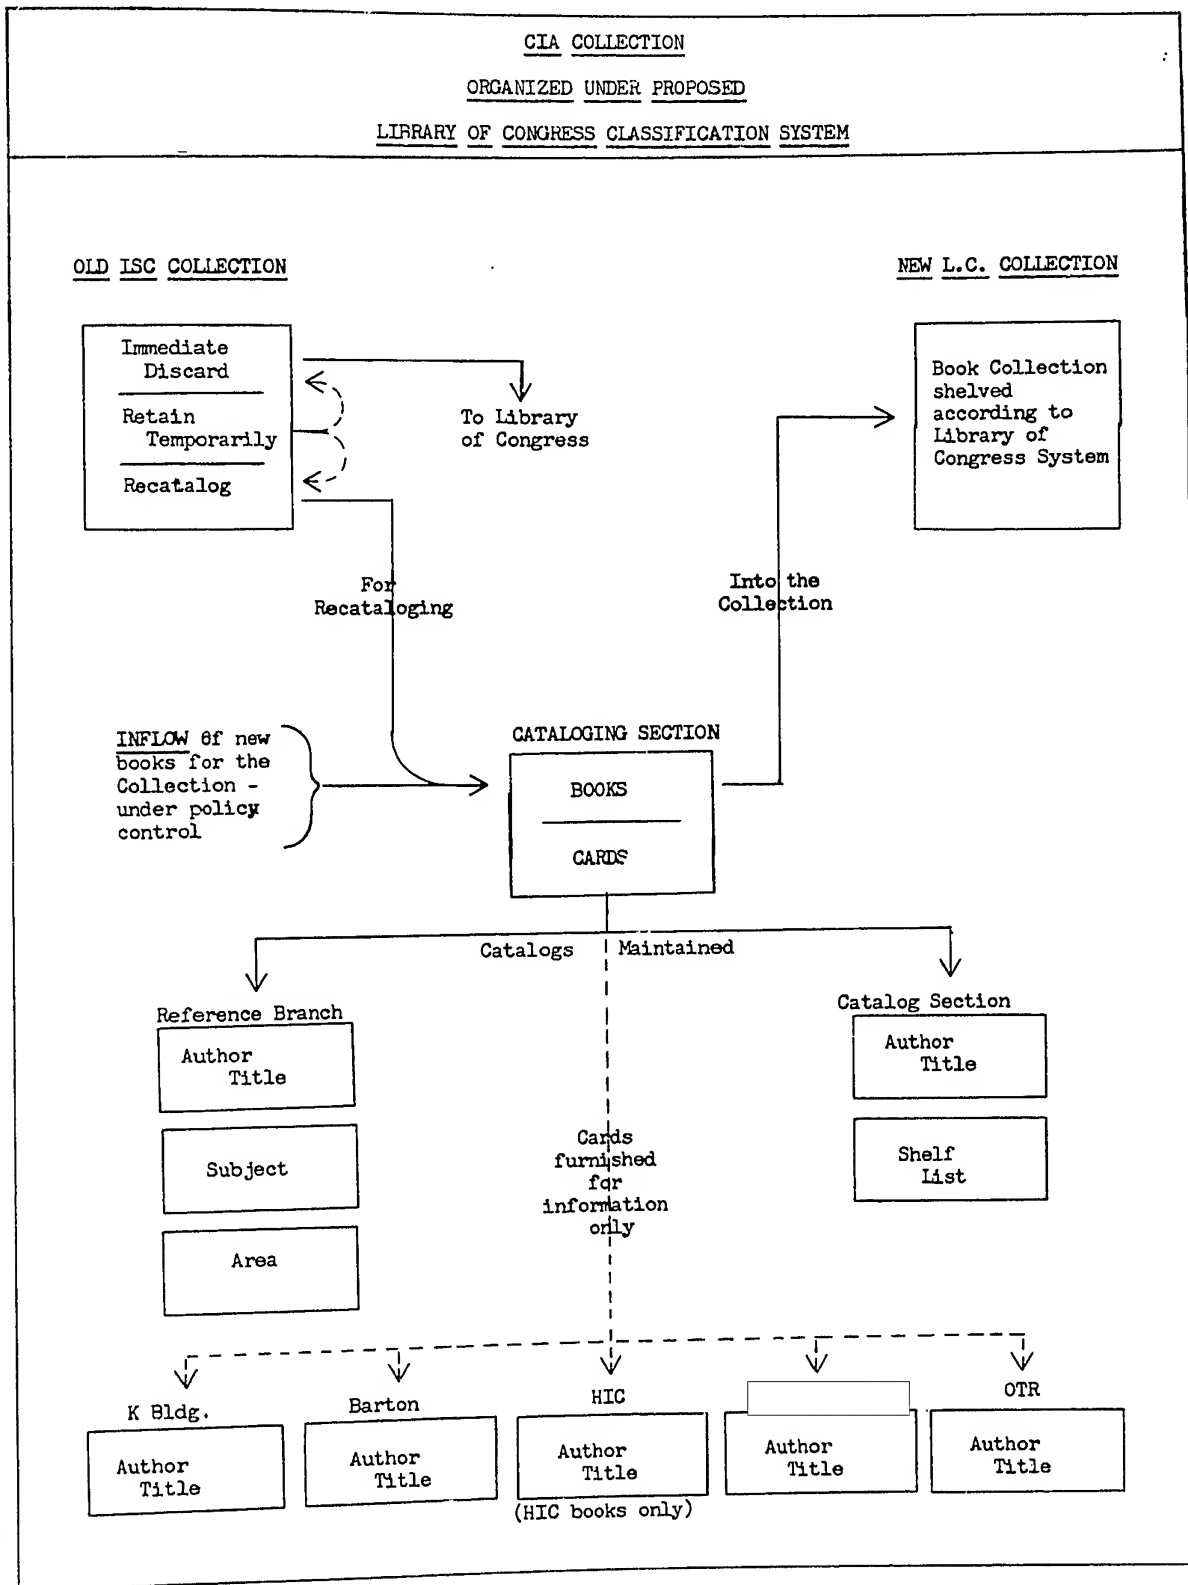 CIA COLLECTION
ORGANIZED UNDER PROPOSED
LIBRARY OF CONGRESS CLASSIFICATION SYSTEM
OLD ISC COLLECTION
NEW L.C. COLLECTION
Immediate
Discard
Retain
Temporarily
Recatalog
To Library
of Congress
Book Collection
shelved
according to
Library of
Congress System
For
Recataloging
Into the
Collection
INFLOW of new
books for the
Collection -
under policy
control
CATALOGING SECTION
BOOKS
CARDS
Catalogs Maintained
Reference Branch
Author
Title
Subject
Area
Catalog Section
Author
Title
Shelf
List
Cards
furnished
for
information
only
K Bldg.
Author
Title
Barton
Author
Title
HIC
Author
Title
(HIC books only)
Author
Title
OTR
Author
Title